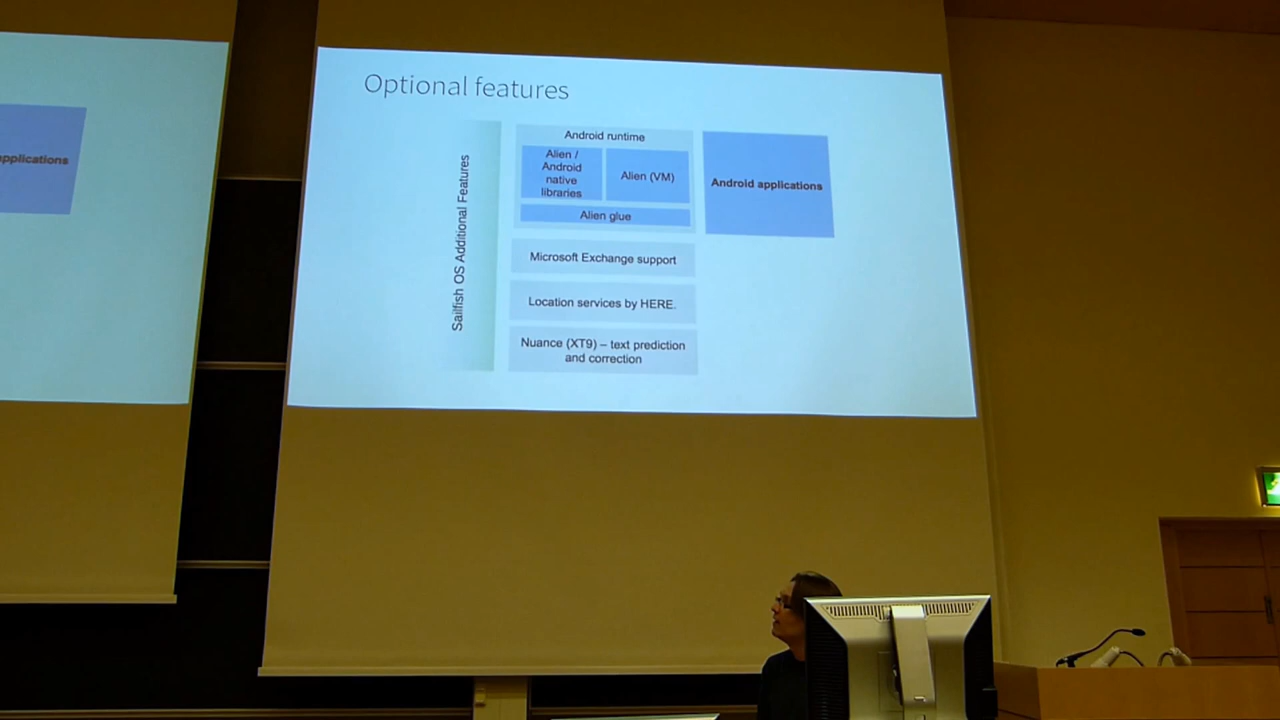 applications
Optional features
Sailfish OS Additional Features
Android runtime
Alien /
Android
native
libraries
Alien (VM)
Alien glue
Android applications
Microsoft Exchange support
Location services by HERE.
Nuance (XT9) – text prediction
and correction